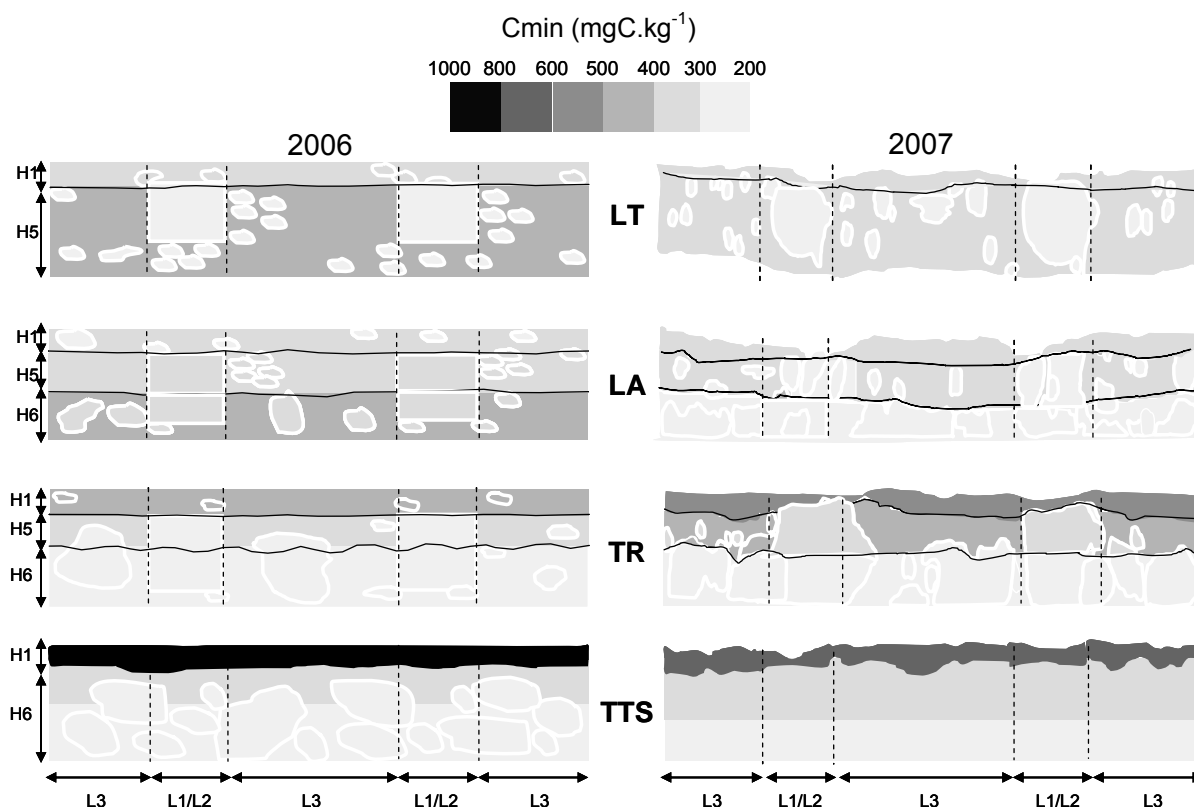 Cmin (mgC.kg-1)
1000 800 600 500 400 300 200
2006
2007
H1
H5
LT
H1
H5
H6
LA
H1
H5
H6
TR
H1
H6
TTS
L3 L1/L2 L3 L1/L2 L3
L3 L1/L2 L3 L1/L2 L3